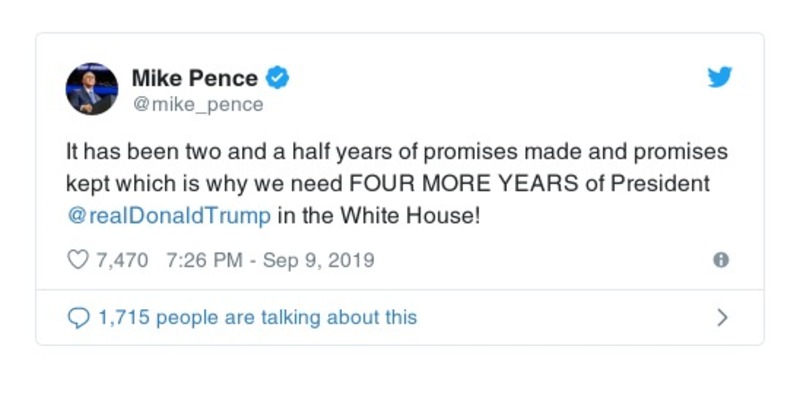 Mike Pence
@mike_pence
It has been two and a half years of promises made and promises
kept which is why we need FOUR MORE YEARS of President
@realDonaldTrump in the White House!
7,470 7:26 PM - Sep 9, 2019
1,715 people are talking about this